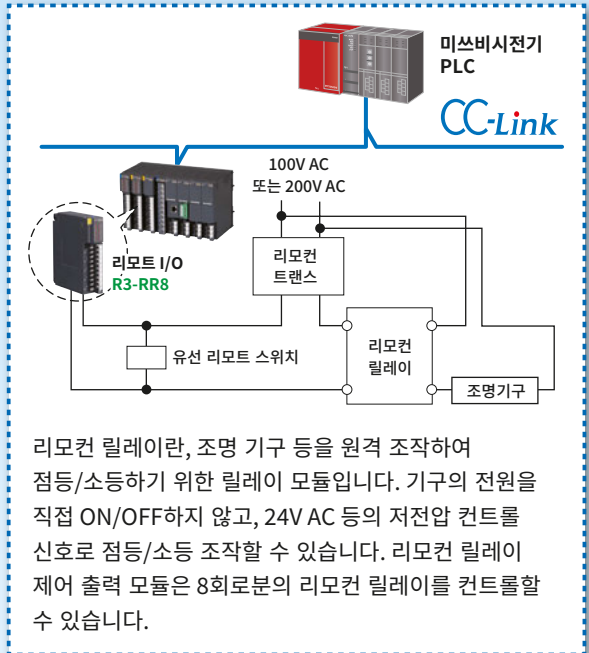 미쓰비시전기
PLC
CC-Link
100V AC
또는 200V AC
리모트 I/O
R3-RR8
리모컨
트랜스
유선 리모트 스위치
리모컨
릴레이
조명기구
리모컨 릴레이란, 조명 기구 등을 원격 조작하여
점등/소등하기 위한 릴레이 모듈입니다. 기구의 전원을
직접 ON/OFF하지 않고, 24V AC 등의 저전압 컨트롤
신호로 점등/소등 조작할 수 있습니다. 리모컨 릴레이
제어 출력 모듈은 8회로분의 리모컨 릴레이를 컨트롤할
수 있습니다.